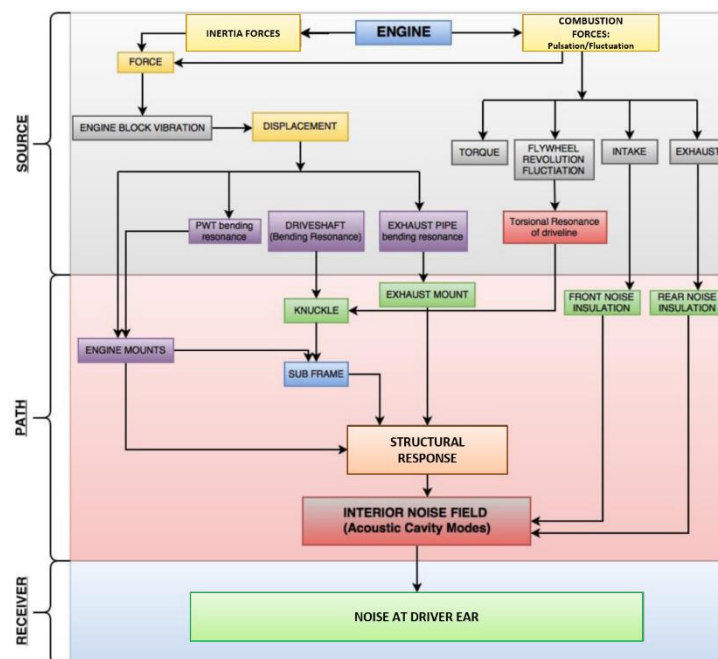 INERTIA FORCES
ENGINE
COMBUSTION
FORCES:
Pulsation/Fluctuation
FORCE
SOURCE
ENGINE BLOCK VIBRATION
DISPLACEMENT
TORQUE
FLYWHEEL
REVOLUTION
FLUCTIATION
INTAKE
EXHAUST
PWT bending
resonance
DRIVESHAFT
(Bending Resonance)
EXHAUST PIPE
bending resonance
Torsional Resonance
of driveline
PATH
EXHAUST MOUNT
KNUCKLE
FRONT NOISE
INSULATION
REAR NOISE
INSULATION
ENGINE MOUNTS
SUB FRAME
STRUCTURAL
RESPONSE
INTERIOR NOISE FIELD
(Acoustic Cavity Modes)
RECEIVER
NOISE AT DRIVER EAR